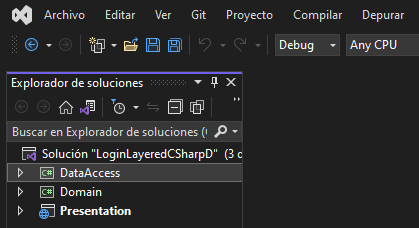 Archivo Editar Ver Git Proyecto Compilar Depurar
Debug Any CPU
Explorador de soluciones
Buscar en Explorador de soluciones (
Solución "LoginLayeredCSharpD" (3 d
C# DataAccess
C# Domain
Presentation